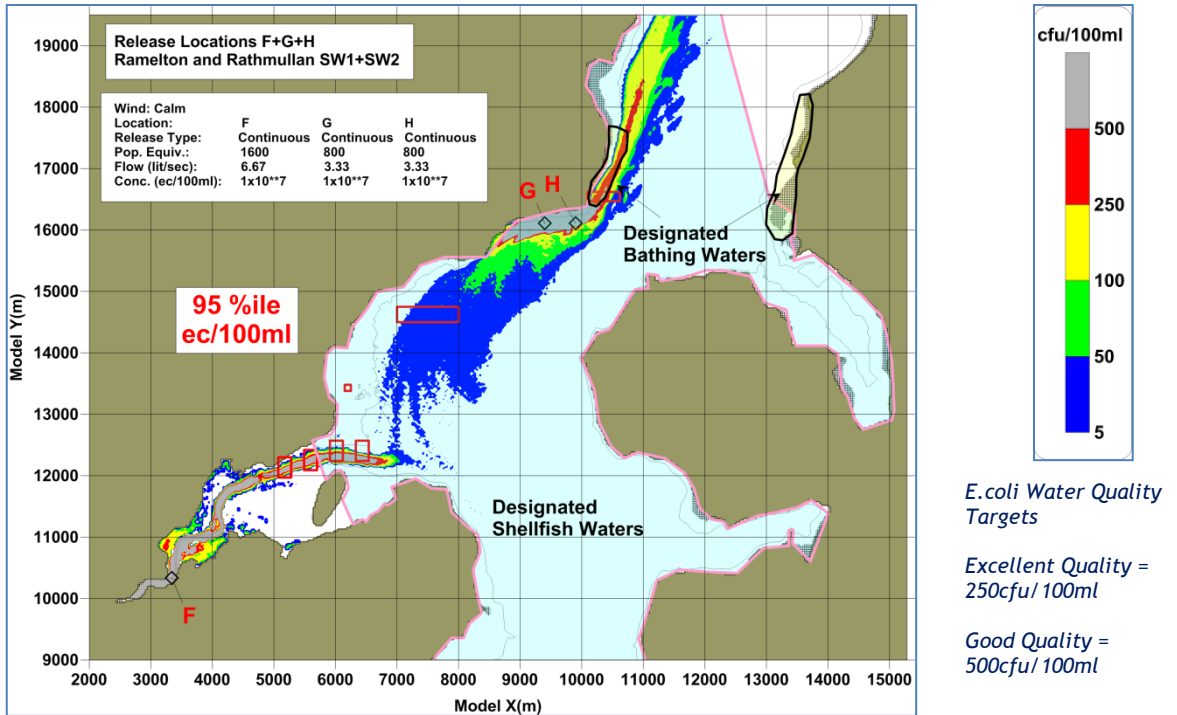 Release Locations F+G+H
Ramelton and Rathmullan SW1+SW2
Wind: Calm
Location: F G H
Release Type: Continuous Continuous Continuous
Pop. Equiv.: 1600 800 800
Flow (lit/sec): 6.67 3.33 3.33
Conc. (ec/100ml): 1x10**7 1x10**7 1x10**7
G H
Designated
Bathing Waters
95 %ile
ec/100ml
Designated
Shellfish Waters
F
Model Y(m)
19000
18000
17000
16000
15000
14000
13000
12000
11000
10000
9000
2000 3000 4000 5000 6000 7000 8000 9000 10000 11000 12000 13000 14000 15000
Model X(m)
cfu/100ml
500
250
100
50
5
E.coli Water Quality
Targets
Excellent Quality =
250cfu/100ml
Good Quality =
500cfu/100ml